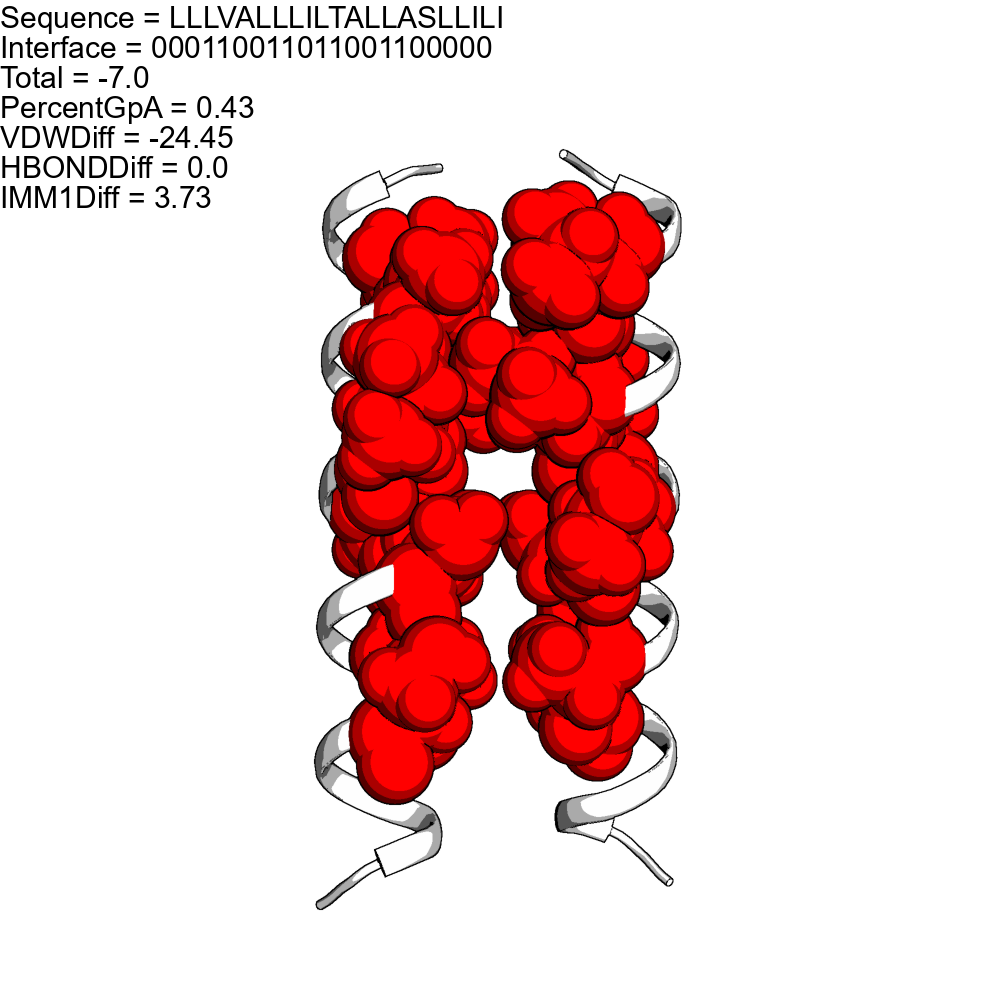 Sequence = LLLVALLLILTALLASLLILI
Interface = 000110011011001100000
Total = -7.0
PercentGpA = 0.43
VDWDiff = -24.45
HBONDDiff = 0.0
IMM1Diff = 3.73